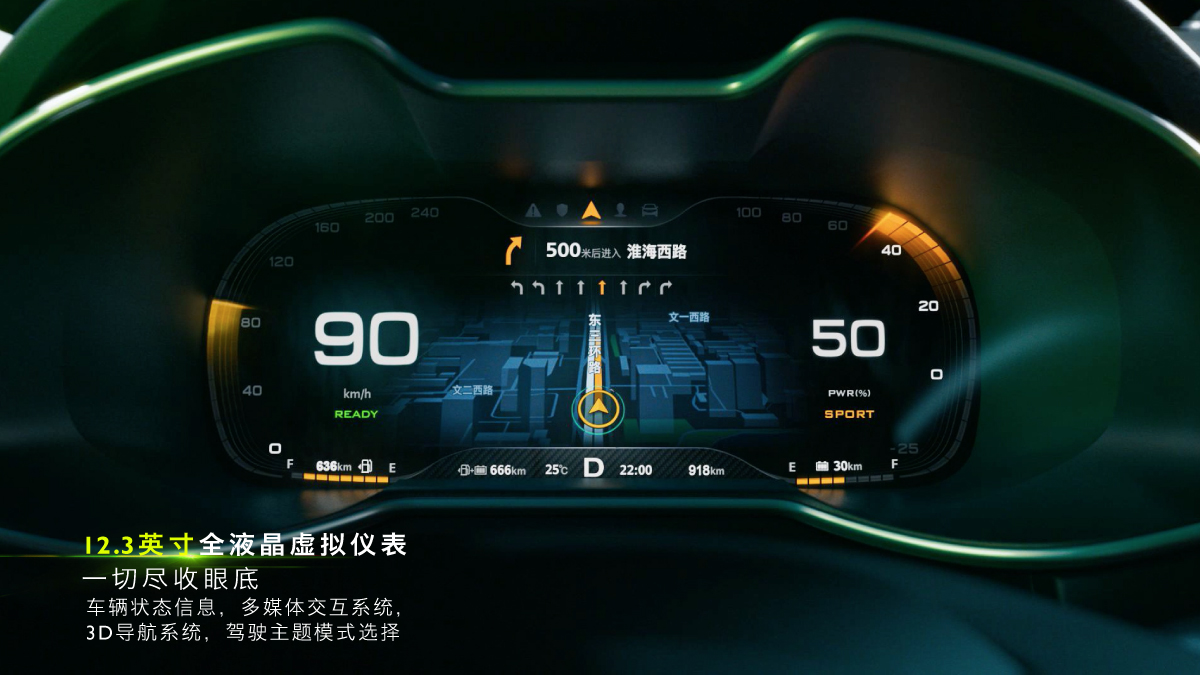 160 200 240
100 80 60
500米后进入 淮海西路
120
80
40
0
40
20
0
-25
90
km/h
READY
东三环路
文一西路
文二西路
50
PWR(%)
SPORT
F 636km E
666km 25℃ D 22:00 918km
E 30km F
12.3英寸全液晶虚拟仪表
一切尽收眼底
车辆状态信息，多媒体交互系统，
3D导航系统，驾驶主题模式选择